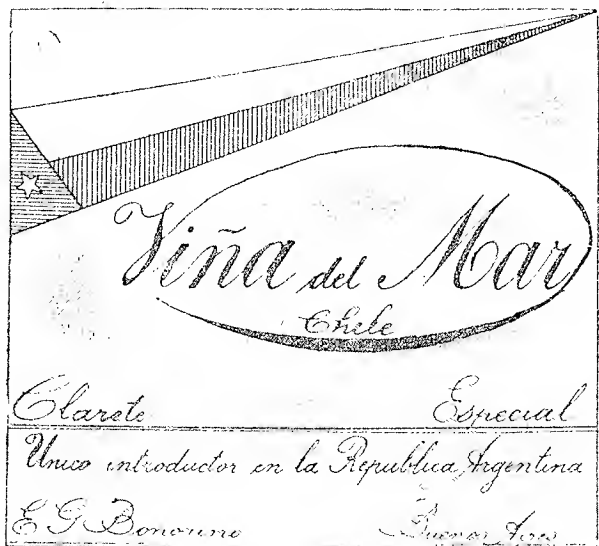 Viña del Mar
Chile
Clarete Especial
Unico introductor en la Republica Argentina
E G Bonorino Buenos Aires